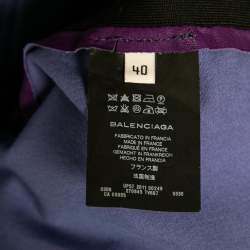 40
BALENCIAGA
FABRICATO IN FRANCIA
MADE IN FRANCE
FABRIQUE EN FRANCE
GEMACHT IN FRANKREICH
HECHO EN FRANCIA
フランス製
法国制造